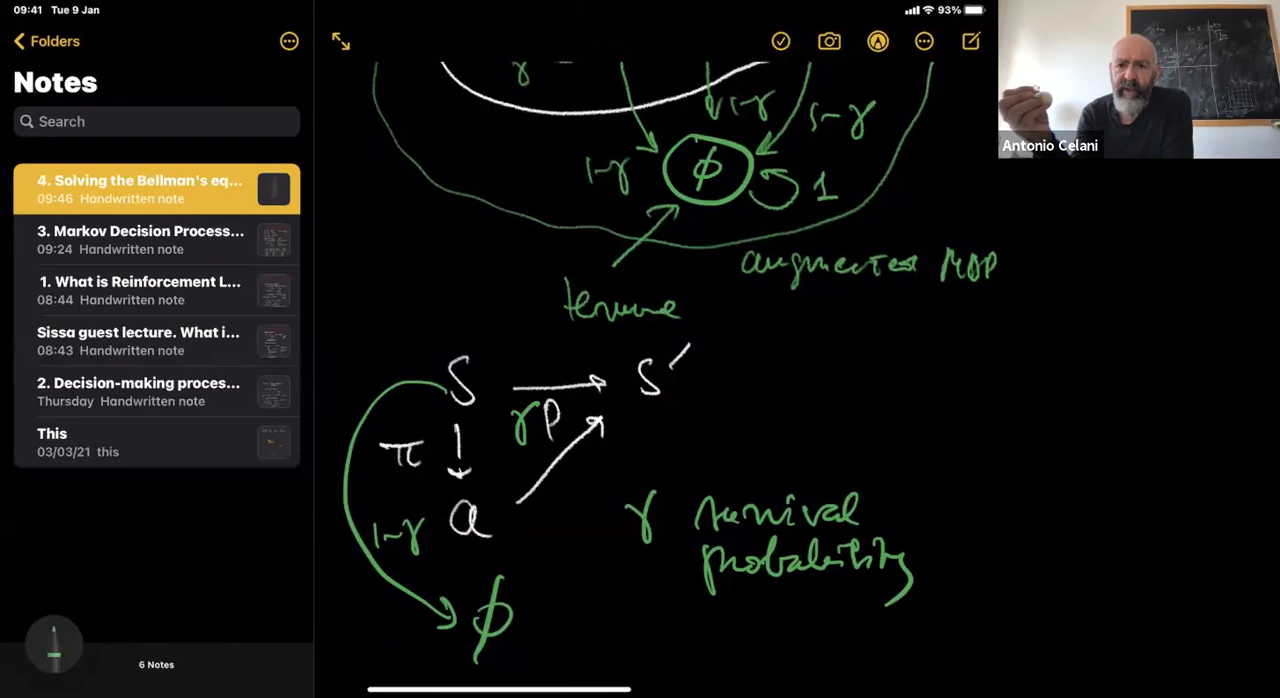 09:41 Tue 9 Jan
93%
Folders
Notes
Search
4. Solving the Bellman's eq...
09:46 Handwritten note
3. Markov Decision Process...
09:24 Handwritten note
1. What is Reinforcement L...
08:44 Handwritten note
Sissa guest lecture. What i...
08:43 Handwritten note
2. Decision-making proces...
Thursday Handwritten note
This
03/03/21 this
6 Notes
γ
1-γ
1-γ
1-γ
ϕ
1
augmented MDP
S
S′
γp
π
a
1-γ
ϕ
γ survival
probability
Antonio Celani